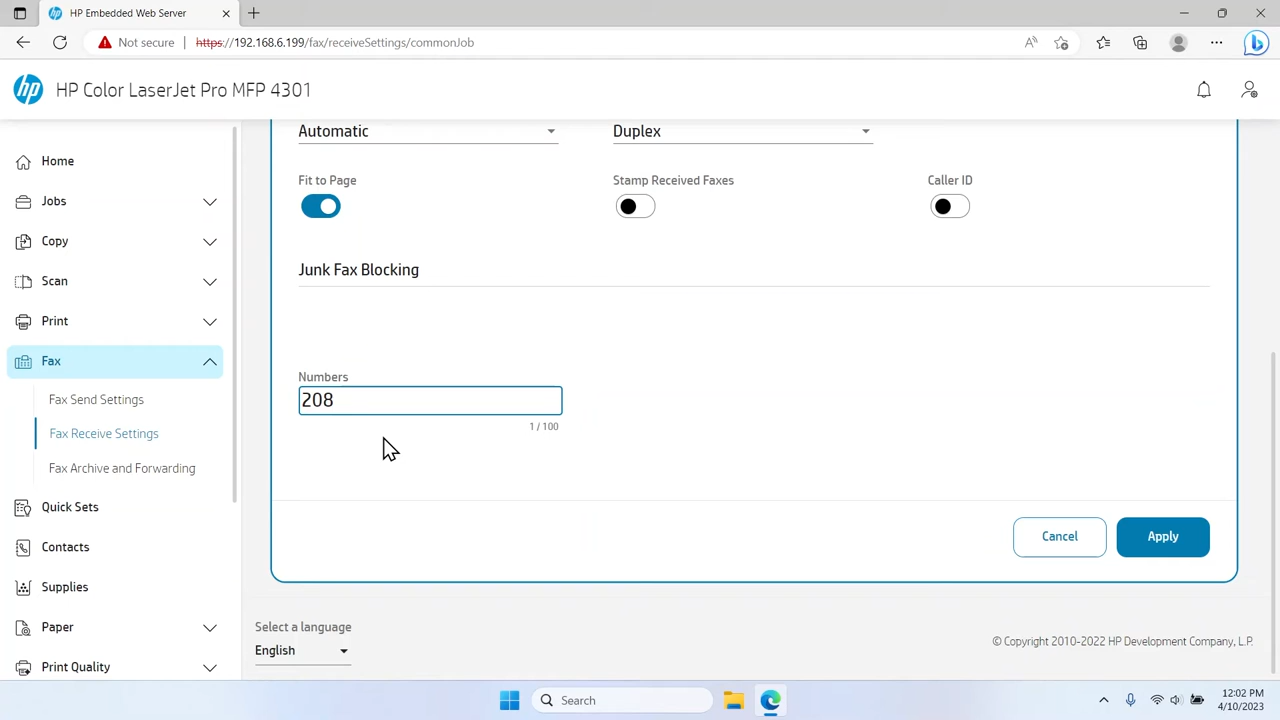 HP Embedded Web Server
Not secure https://192.168.6.199/fax/receiveSettings/commonJob
hp HP Color LaserJet Pro MFP 4301
Home
Jobs
Copy
Scan
Print
Fax
Fax Send Settings
Fax Receive Settings
Fax Archive and Forwarding
Quick Sets
Contacts
Supplies
Paper
Print Quality
Automatic Duplex
Fit to Page Stamp Received Faxes Caller ID
Junk Fax Blocking
Numbers
208
1 / 100
Cancel Apply
Select a language
English
© Copyright 2010-2022 HP Development Company, L.P.
Search
12:02 PM
4/10/2023